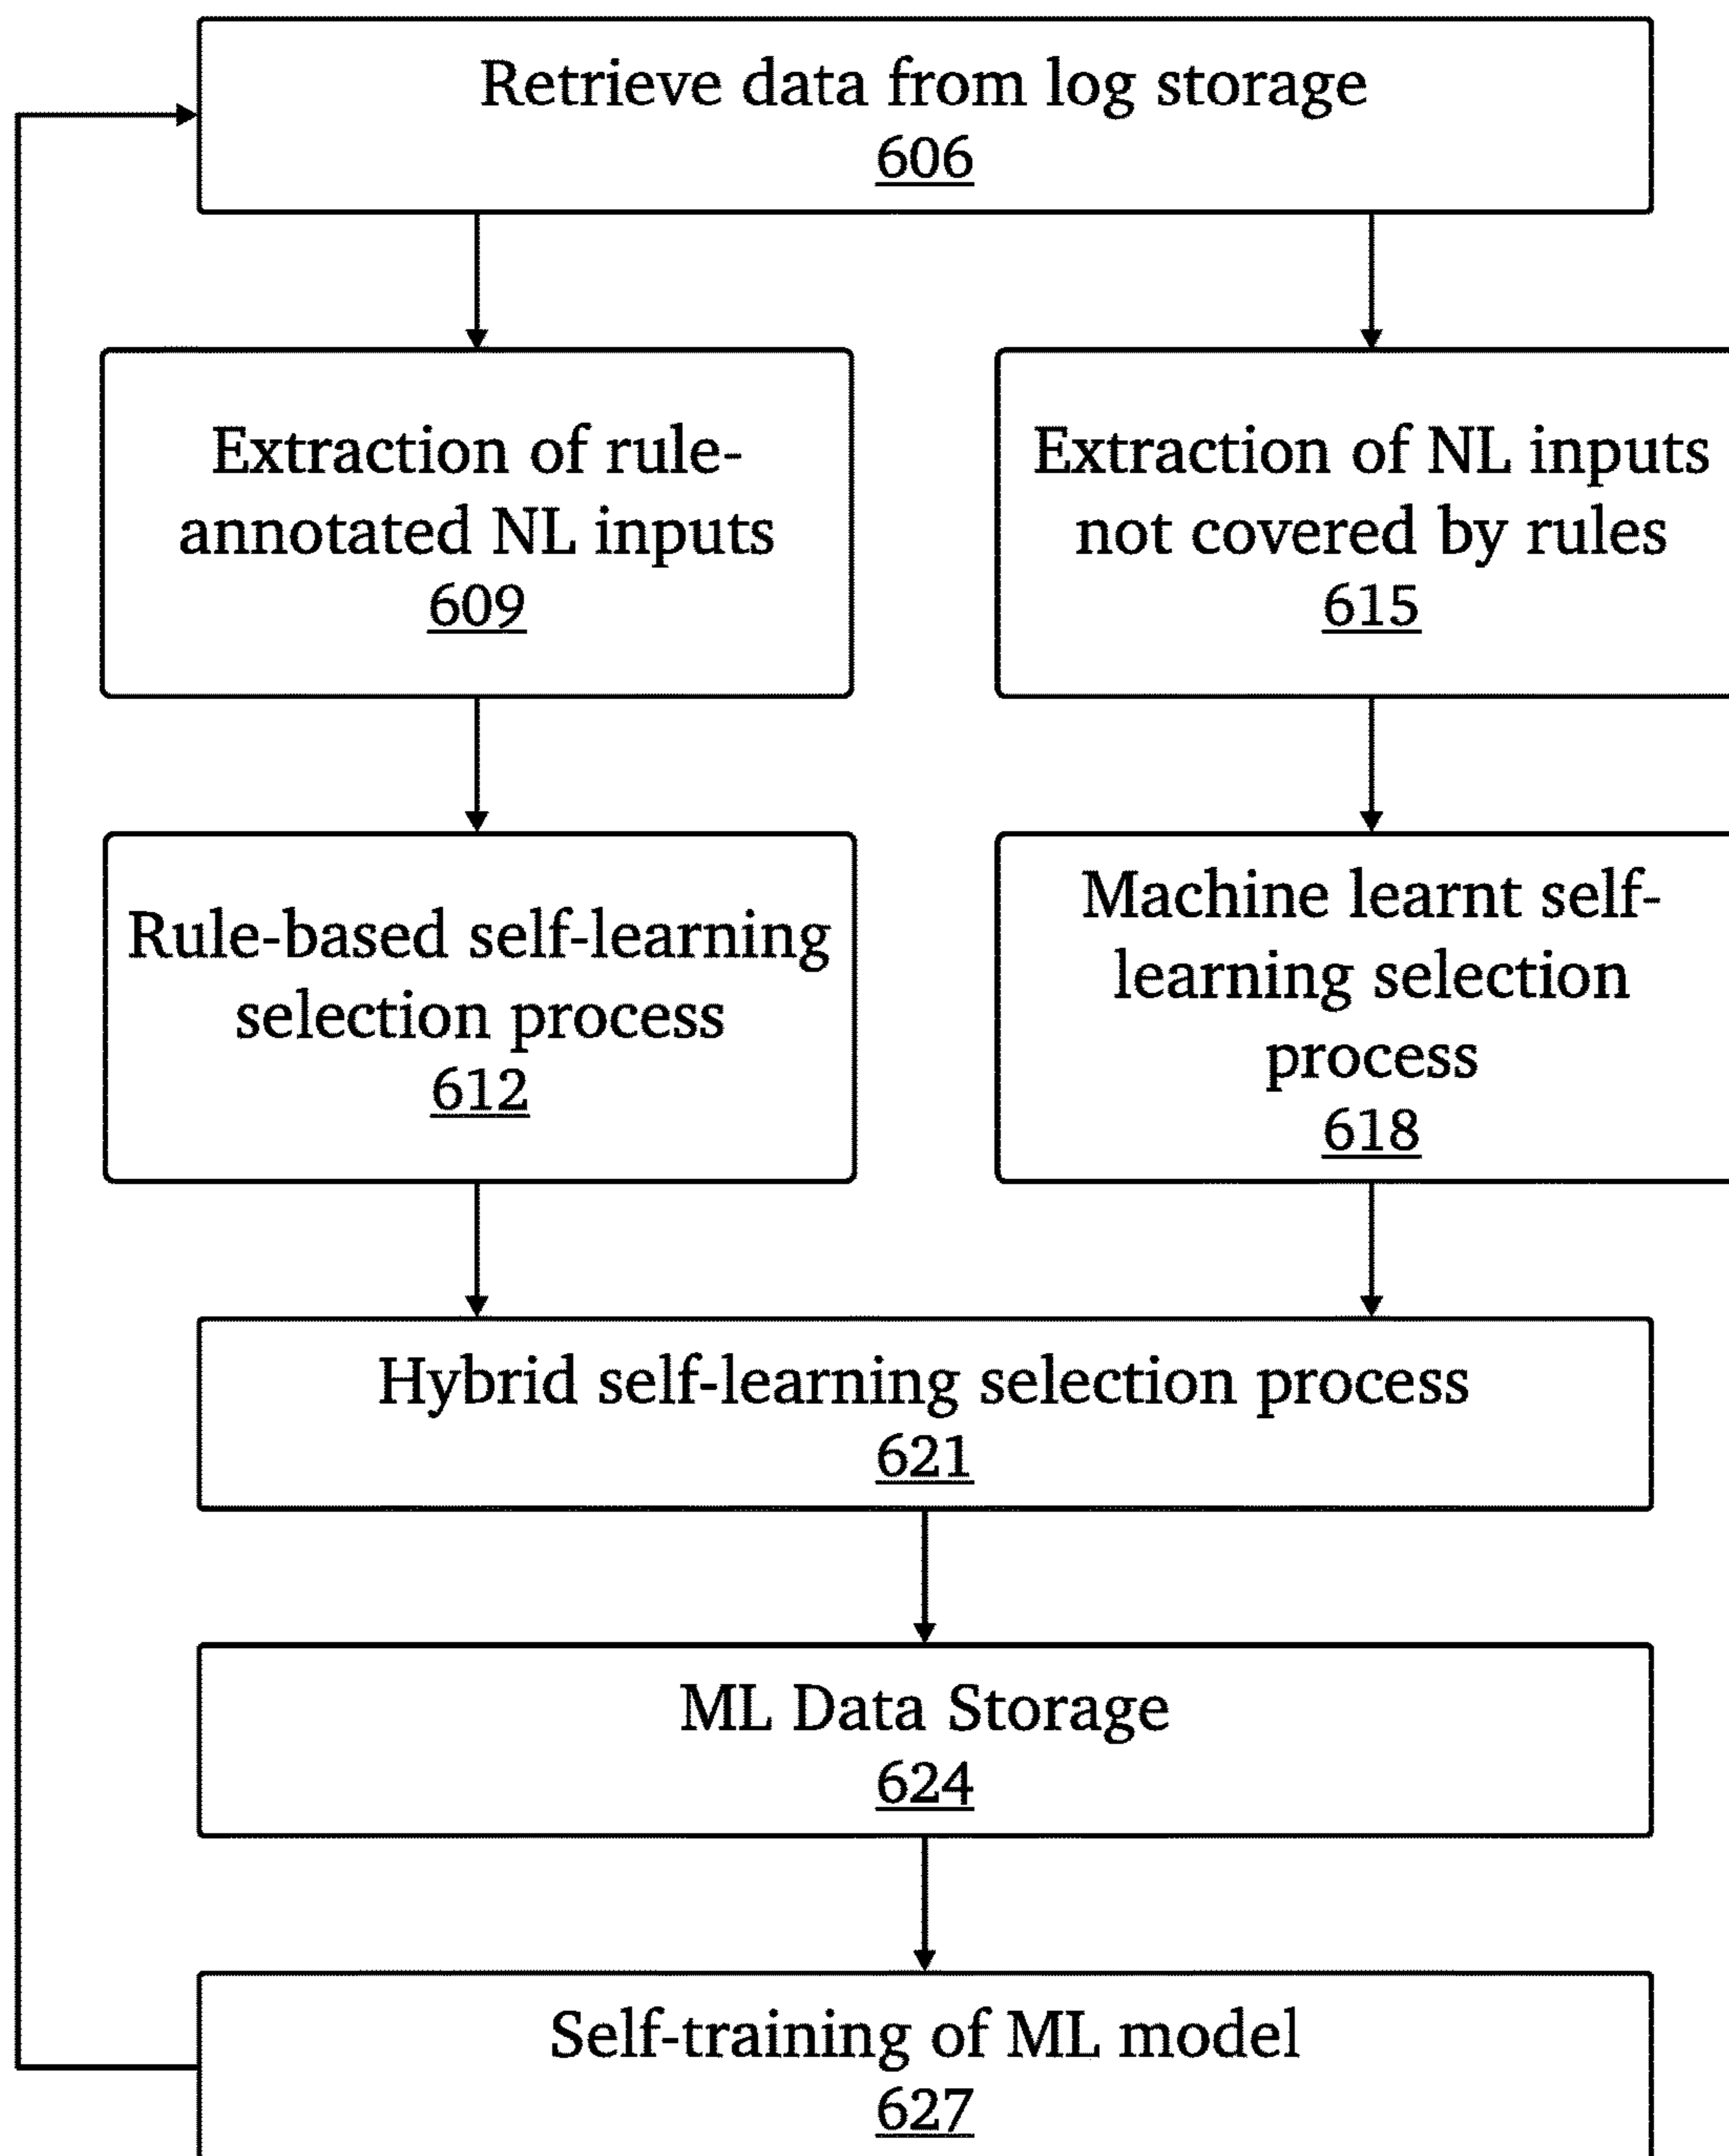 Retrieve data from log storage
606
Extraction of rule-
annotated NL inputs
609
Extraction of NL inputs
not covered by rules
615
Rule-based self-learning
selection process
612
Machine learnt self-
learning selection
process
618
Hybrid self-learning selection process
621
ML Data Storage
624
Self-training of ML model
627